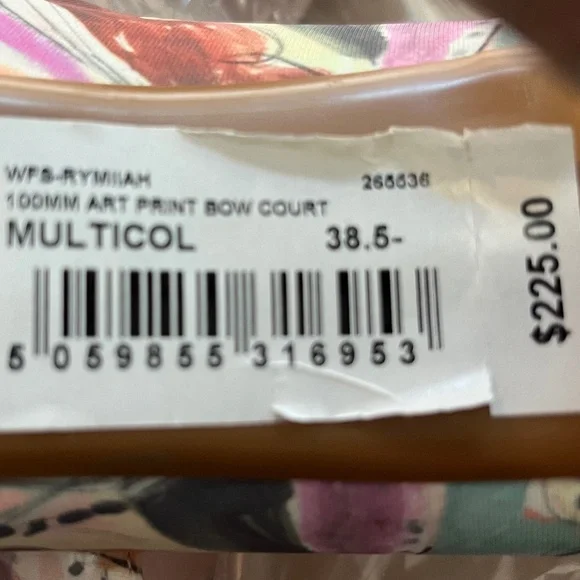 WFS-RYMIIAH 265536
100MM ART PRINT BOW COURT
MULTICOL 38.5-
5 059855 316953
$225.00